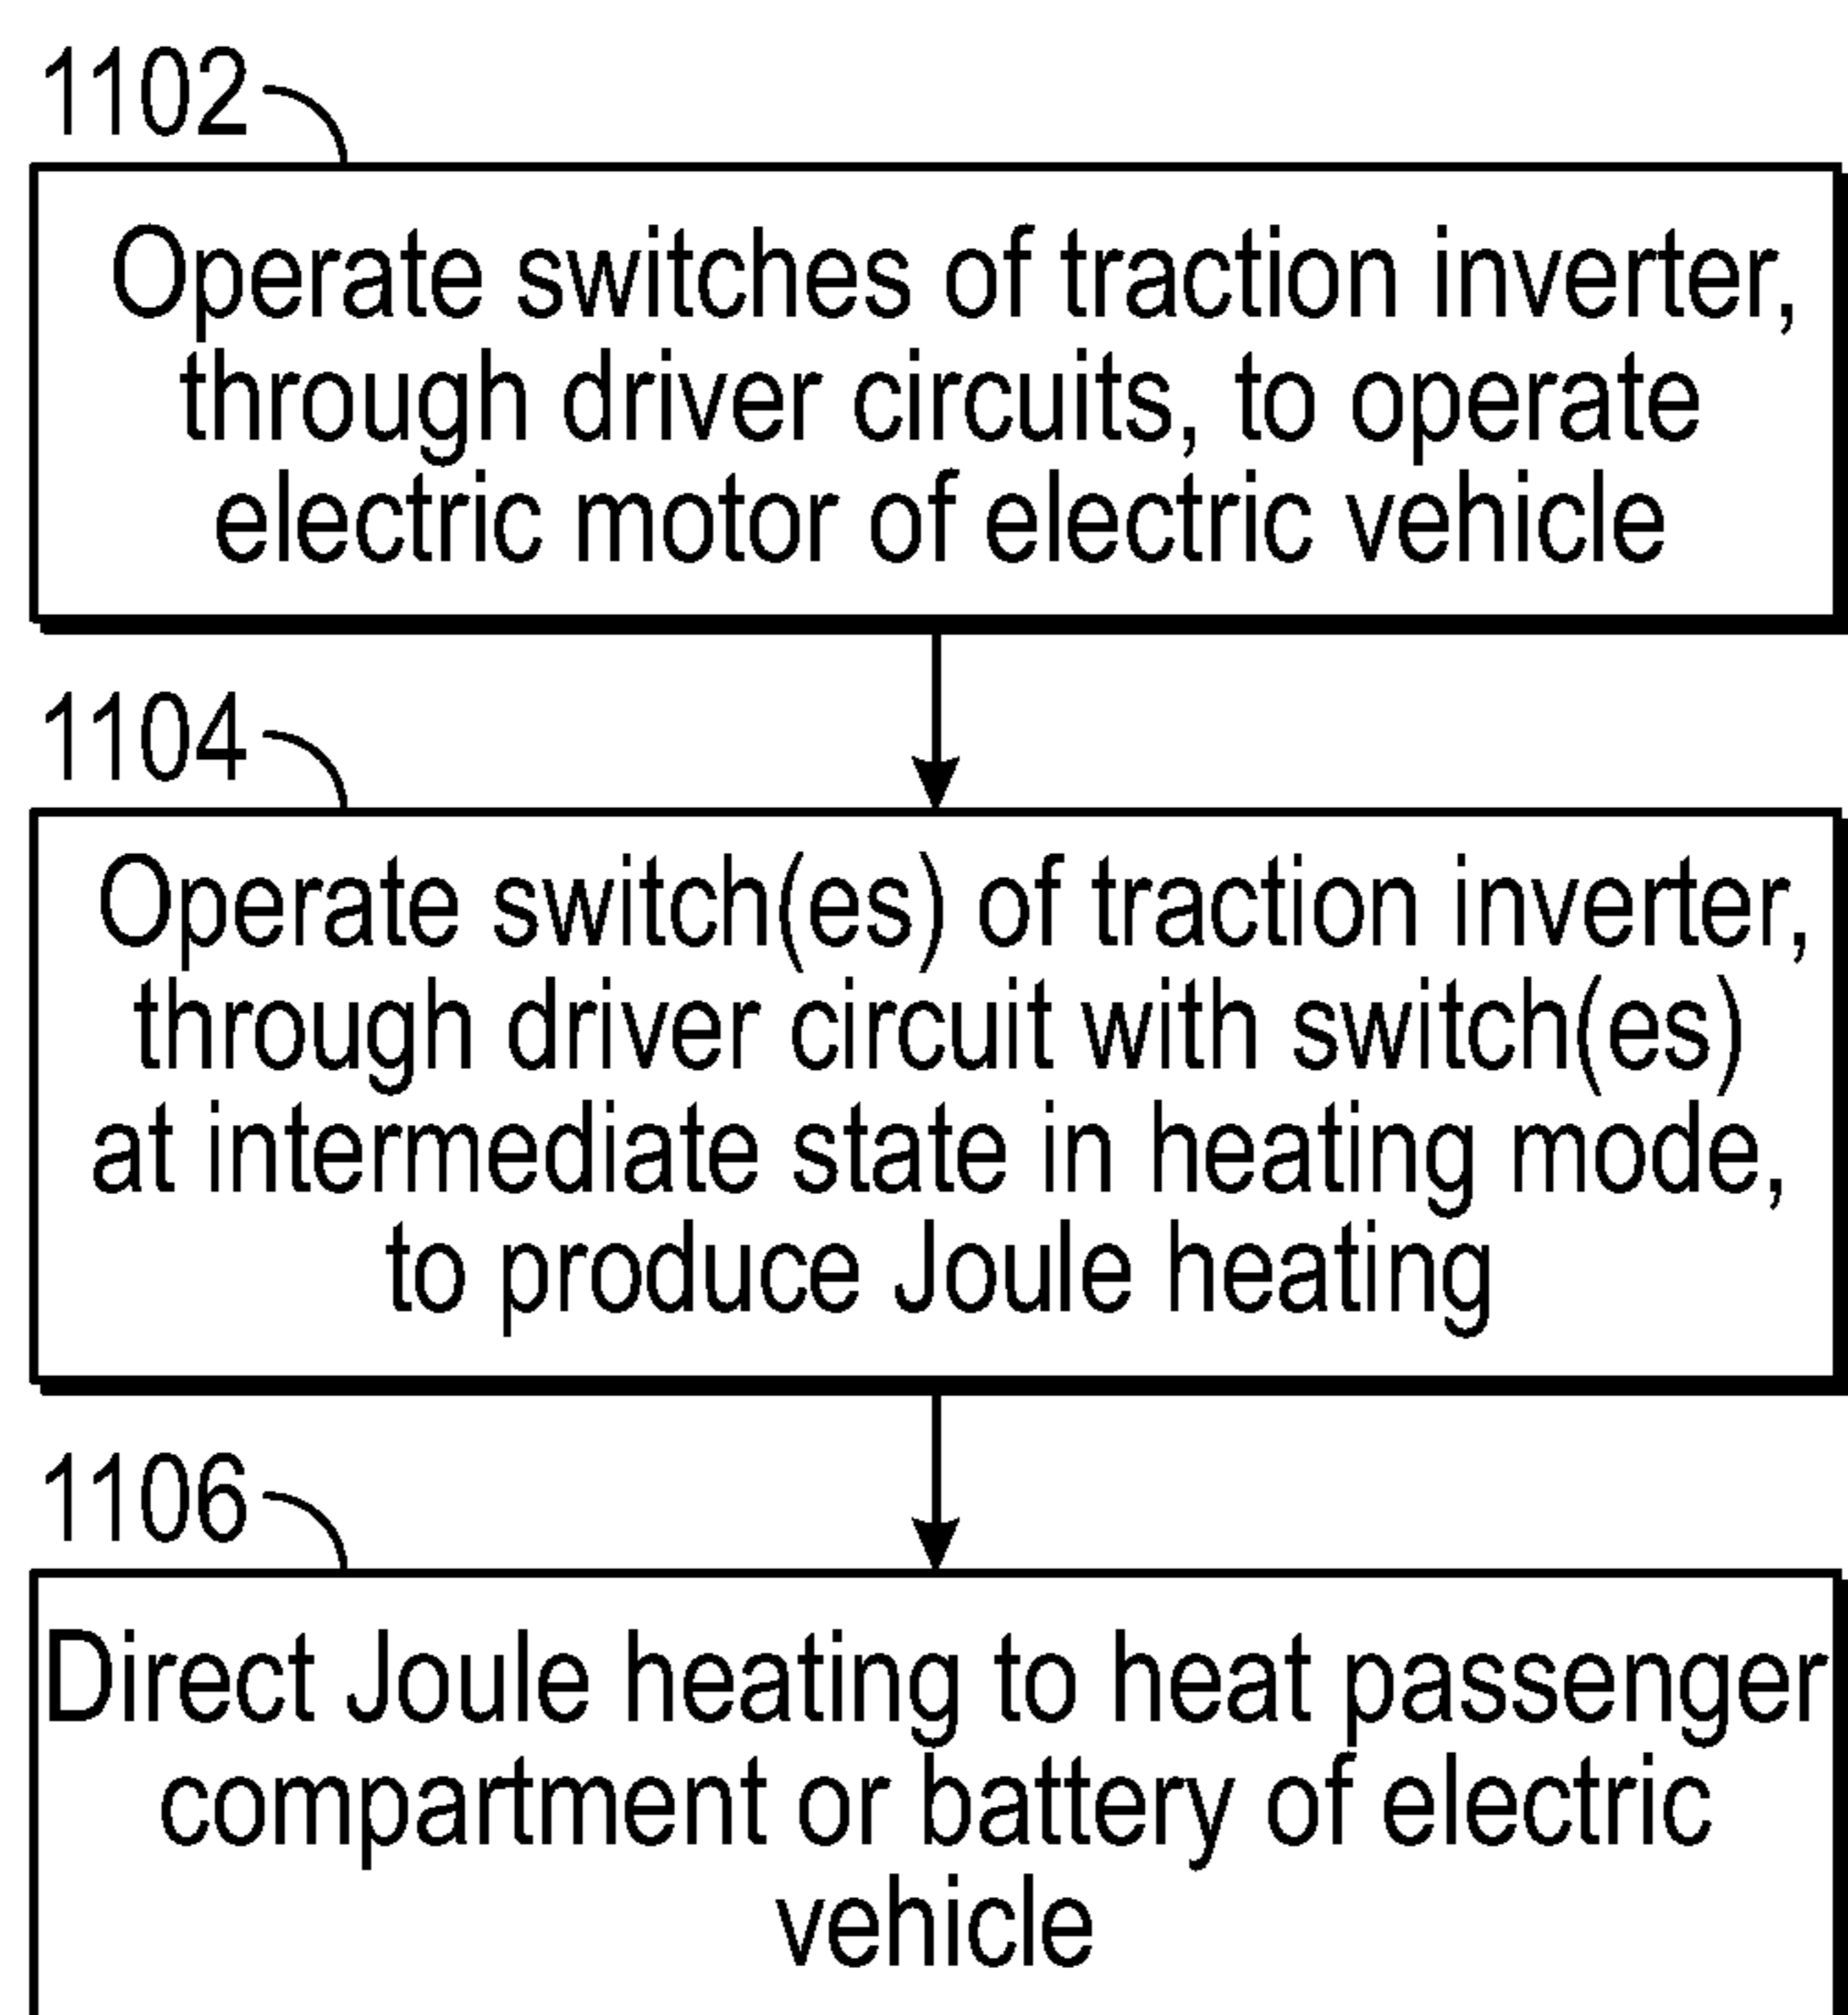 1102
Operate switches of traction inverter,
through driver circuits, to operate
electric motor of electric vehicle
1104
Operate switch(es) of traction inverter,
through driver circuit with switch(es)
at intermediate state in heating mode,
to produce Joule heating
1106
Direct Joule heating to heat passenger
compartment or battery of electric
vehicle